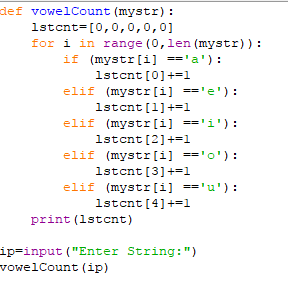 def vowelCount(mystr):
    lstcnt=[0,0,0,0,0]
    for i in range(0,len(mystr)):
        if (mystr[i] =='a'):
            lstcnt[0]+=1
        elif (mystr[i] =='e'):
            lstcnt[1]+=1
        elif (mystr[i] =='i'):
            lstcnt[2]+=1
        elif (mystr[i] =='o'):
            lstcnt[3]+=1
        elif (mystr[i] =='u'):
            lstcnt[4]+=1
    print(lstcnt)

ip=input("Enter String:")
vowelCount(ip)